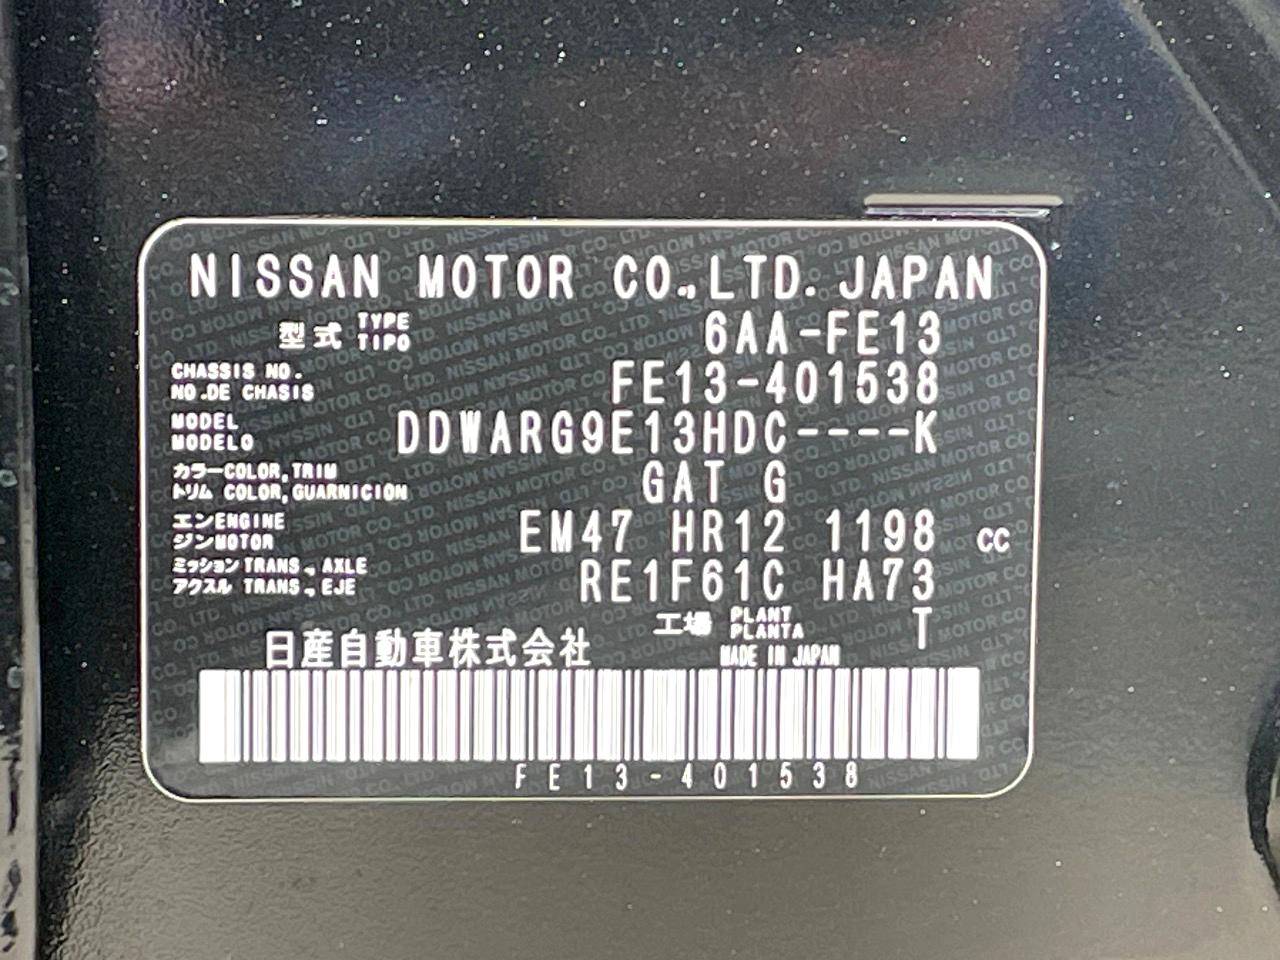 NISSAN MOTOR CO.,LTD. JAPAN
型式 TYPE TIPO 6AA-FE13
CHASSIS NO. NO.DE CHASIS FE13-401538
MODEL MODELO DDWARG9E13HDC----K
カラー COLOR,TRIM トリム COLOR,GUARNICION GAT G
エンジン ENGINE MOTOR EM47 HR12 1198 CC
ミッション TRANS.,AXLE アクスル TRANS.,EJE RE1F61C HA73
工場 PLANT PLANTA T
日産自動車株式会社 MADE IN JAPAN
FE13-401538